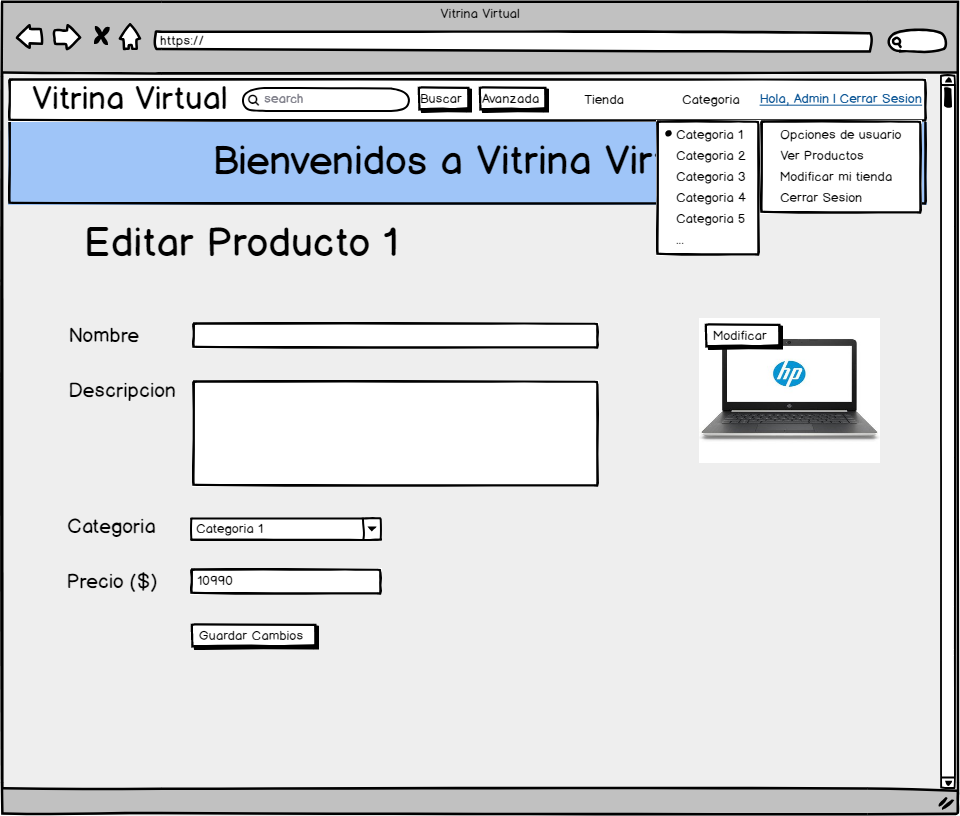 Vitrina Virtual
https://
Vitrina Virtual
search
Buscar
Avanzada
Tienda
Categoria
Hola, Admin | Cerrar Sesion
Categoria 1
Categoria 2
Categoria 3
Categoria 4
Categoria 5
...
Opciones de usuario
Ver Productos
Modificar mi tienda
Cerrar Sesion
Bienvenidos a Vitrina Vir
Editar Producto 1
Nombre
Modificar
hp
Descripcion
Categoria
Categoria 1
Precio ($)
10990
Guardar Cambios